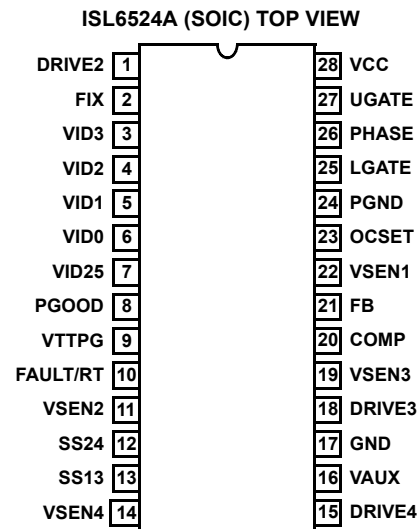 ISL6524A (SOIC) TOP VIEW
DRIVE2 1 28 VCC
FIX 2 27 UGATE
VID3 3 26 PHASE
VID2 4 25 LGATE
VID1 5 24 PGND
VID0 6 23 OCSET
VID25 7 22 VSEN1
PGOOD 8 21 FB
VTTPG 9 20 COMP
FAULT/RT 10 19 VSEN3
VSEN2 11 18 DRIVE3
SS24 12 17 GND
SS13 13 16 VAUX
VSEN4 14 15 DRIVE4